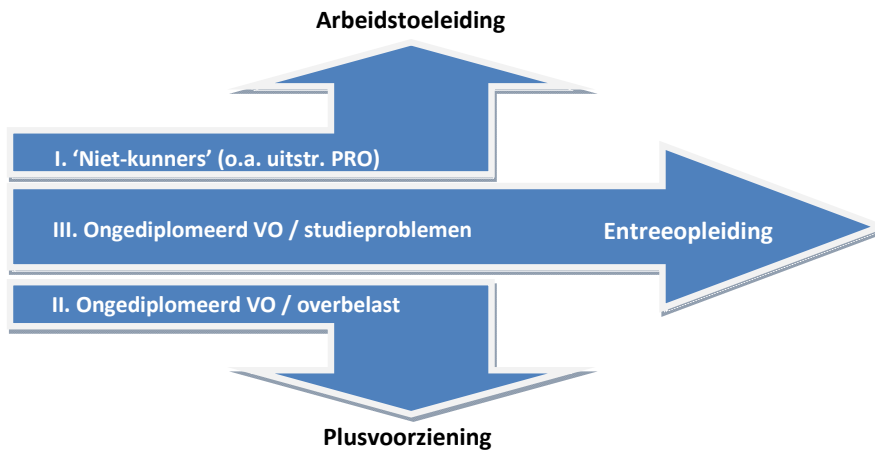 Arbeidstoeleiding
I. ‘Niet-kunners’ (o.a. uitstr. PRO)
III. Ongediplomeerd VO / studieproblemen
Entreeopleiding
II. Ongediplomeerd VO / overbelast
Plusvoorziening